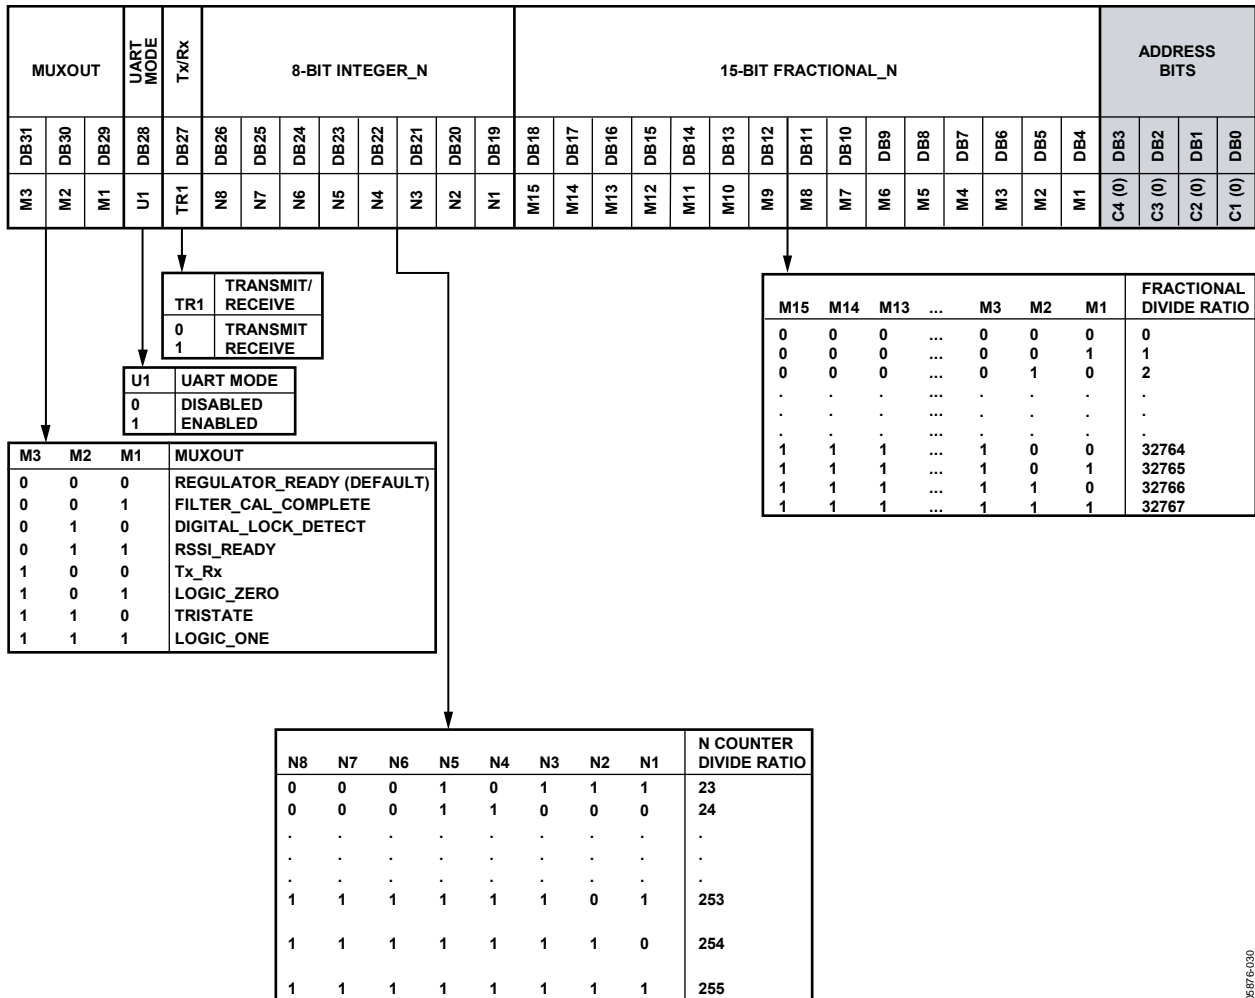 MUXOUT UART MODE Tx/Rx 8-BIT INTEGER_N 15-BIT FRACTIONAL_N ADDRESS BITS
DB31 DB30 DB29 DB28 DB27 DB26 DB25 DB24 DB23 DB22 DB21 DB20 DB19 DB18 DB17 DB16 DB15 DB14 DB13 DB12 DB11 DB10 DB9 DB8 DB7 DB6 DB5 DB4 DB3 DB2 DB1 DB0
M3 M2 M1 U1 TR1 N8 N7 N6 N5 N4 N3 N2 N1 M15 M14 M13 M12 M11 M10 M9 M8 M7 M6 M5 M4 M3 M2 M1 C4 (0) C3 (0) C2 (0) C1 (0)
TR1 TRANSMIT/ RECEIVE
0 TRANSMIT
1 RECEIVE
U1 UART MODE
0 DISABLED
1 ENABLED
M3 M2 M1 MUXOUT
0 0 0 REGULATOR_READY (DEFAULT)
0 0 1 FILTER_CAL_COMPLETE
0 1 0 DIGITAL_LOCK_DETECT
0 1 1 RSSI_READY
1 0 0 Tx_Rx
1 0 1 LOGIC_ZERO
1 1 0 TRISTATE
1 1 1 LOGIC_ONE
M15 M14 M13 ... M3 M2 M1 FRACTIONAL DIVIDE RATIO
0 0 0 ... 0 0 0 0
0 0 0 ... 0 0 1 1
0 0 0 ... 0 1 0 2
. . . ... . . . .
. . . ... . . . .
. . . ... . . . .
1 1 1 ... 1 0 0 32764
1 1 1 ... 1 0 1 32765
1 1 1 ... 1 1 0 32766
1 1 1 ... 1 1 1 32767
N8 N7 N6 N5 N4 N3 N2 N1 N COUNTER DIVIDE RATIO
0 0 0 1 0 1 1 1 23
0 0 0 1 1 0 0 0 24
. . . . . . . . .
. . . . . . . . .
. . . . . . . . .
1 1 1 1 1 1 0 1 253
1 1 1 1 1 1 1 0 254
1 1 1 1 1 1 1 1 255
05876-030